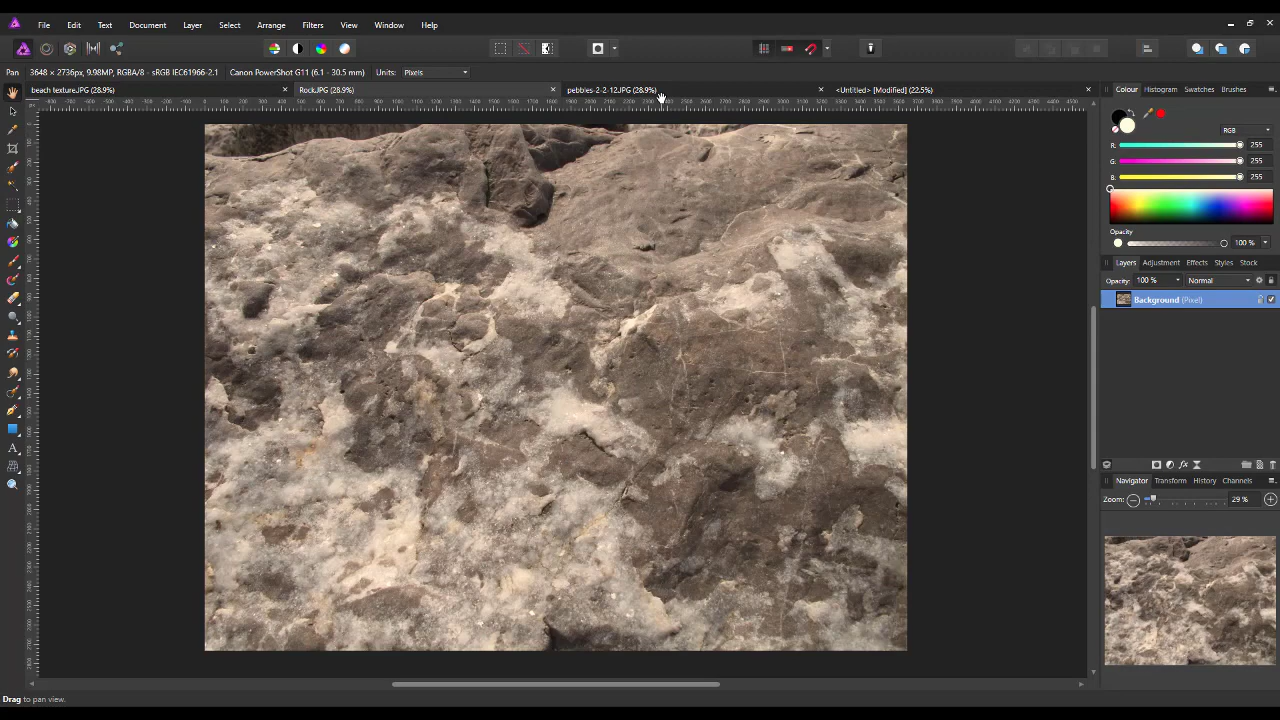 File Edit Text Document Layer Select Arrange Filters View Window Help
Pan 3648 × 2736px, 9.98MP, RGBA/8 - sRGB IEC61966-2.1 Canon PowerShot G11 (6.1 - 30.5 mm) Units: Pixels
beach texture.JPG (28.9%) Rock.JPG (28.9%) pebbles-2-2-12.JPG (28.9%) <Untitled> [Modified] (22.5%)
Colour Histogram Swatches Brushes
RGB
R: 255
G: 255
B: 255
Opacity
100 %
Layers Adjustment Effects Styles Stock
Opacity: 100 % Normal
Background (Pixel)
Navigator Transform History Channels
Zoom: 29 %
Drag to pan view.